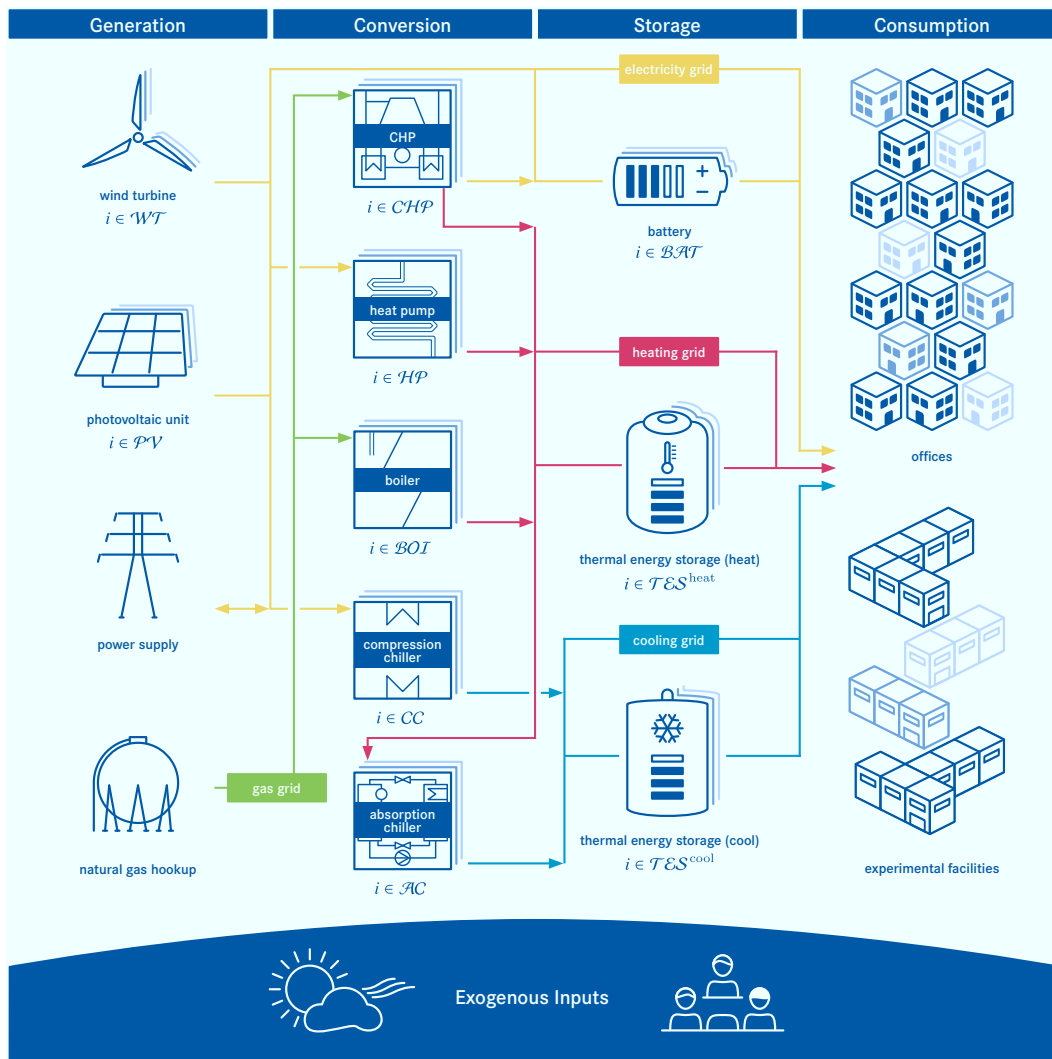 Generation
Conversion
Storage
Consumption
wind turbine
i ∈ 𝒲𝒯
photovoltaic unit
i ∈ 𝒫𝒱
power supply
natural gas hookup
gas grid
CHP
i ∈ 𝒞ℋ𝒫
heat pump
i ∈ ℋ𝒫
boiler
i ∈ ℬ𝒪ℐ
compression
chiller
i ∈ 𝒞𝒞
absorption
chiller
i ∈ 𝒜𝒞
electricity grid
battery
i ∈ ℬ𝒜𝒯
heating grid
thermal energy storage (heat)
i ∈ 𝒯ℰ𝒮^heat
cooling grid
thermal energy storage (cool)
i ∈ 𝒯ℰ𝒮^cool
offices
experimental facilities
Exogenous Inputs